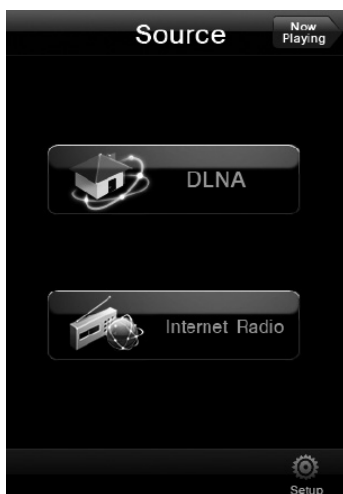 Source
Now
Playing
DLNA
Internet Radio
Setup